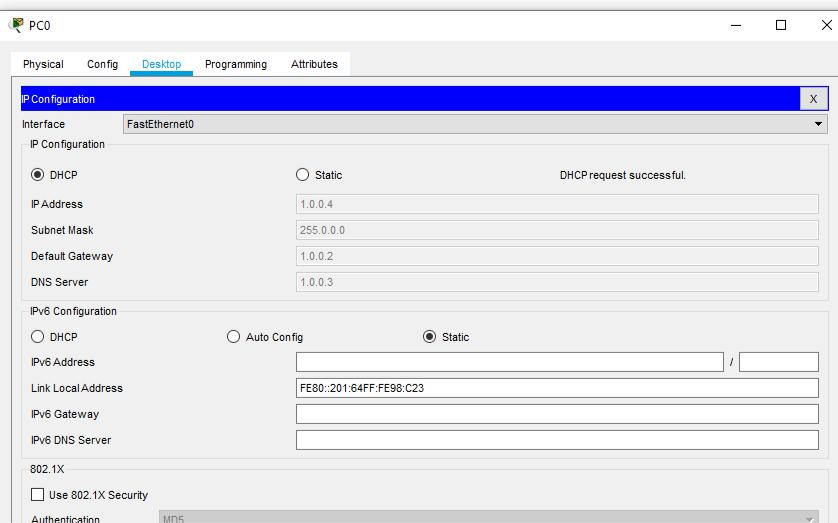 PC0
Physical Config Desktop Programming Attributes
IP Configuration X
Interface FastEthernet0
IP Configuration
DHCP Static DHCP request successful.
IP Address 1.0.0.4
Subnet Mask 255.0.0.0
Default Gateway 1.0.0.2
DNS Server 1.0.0.3
IPv6 Configuration
DHCP Auto Config Static
IPv6 Address /
Link Local Address FE80::201:64FF:FE98:C23
IPv6 Gateway
IPv6 DNS Server
802.1X
Use 802.1X Security
Authentication MD5